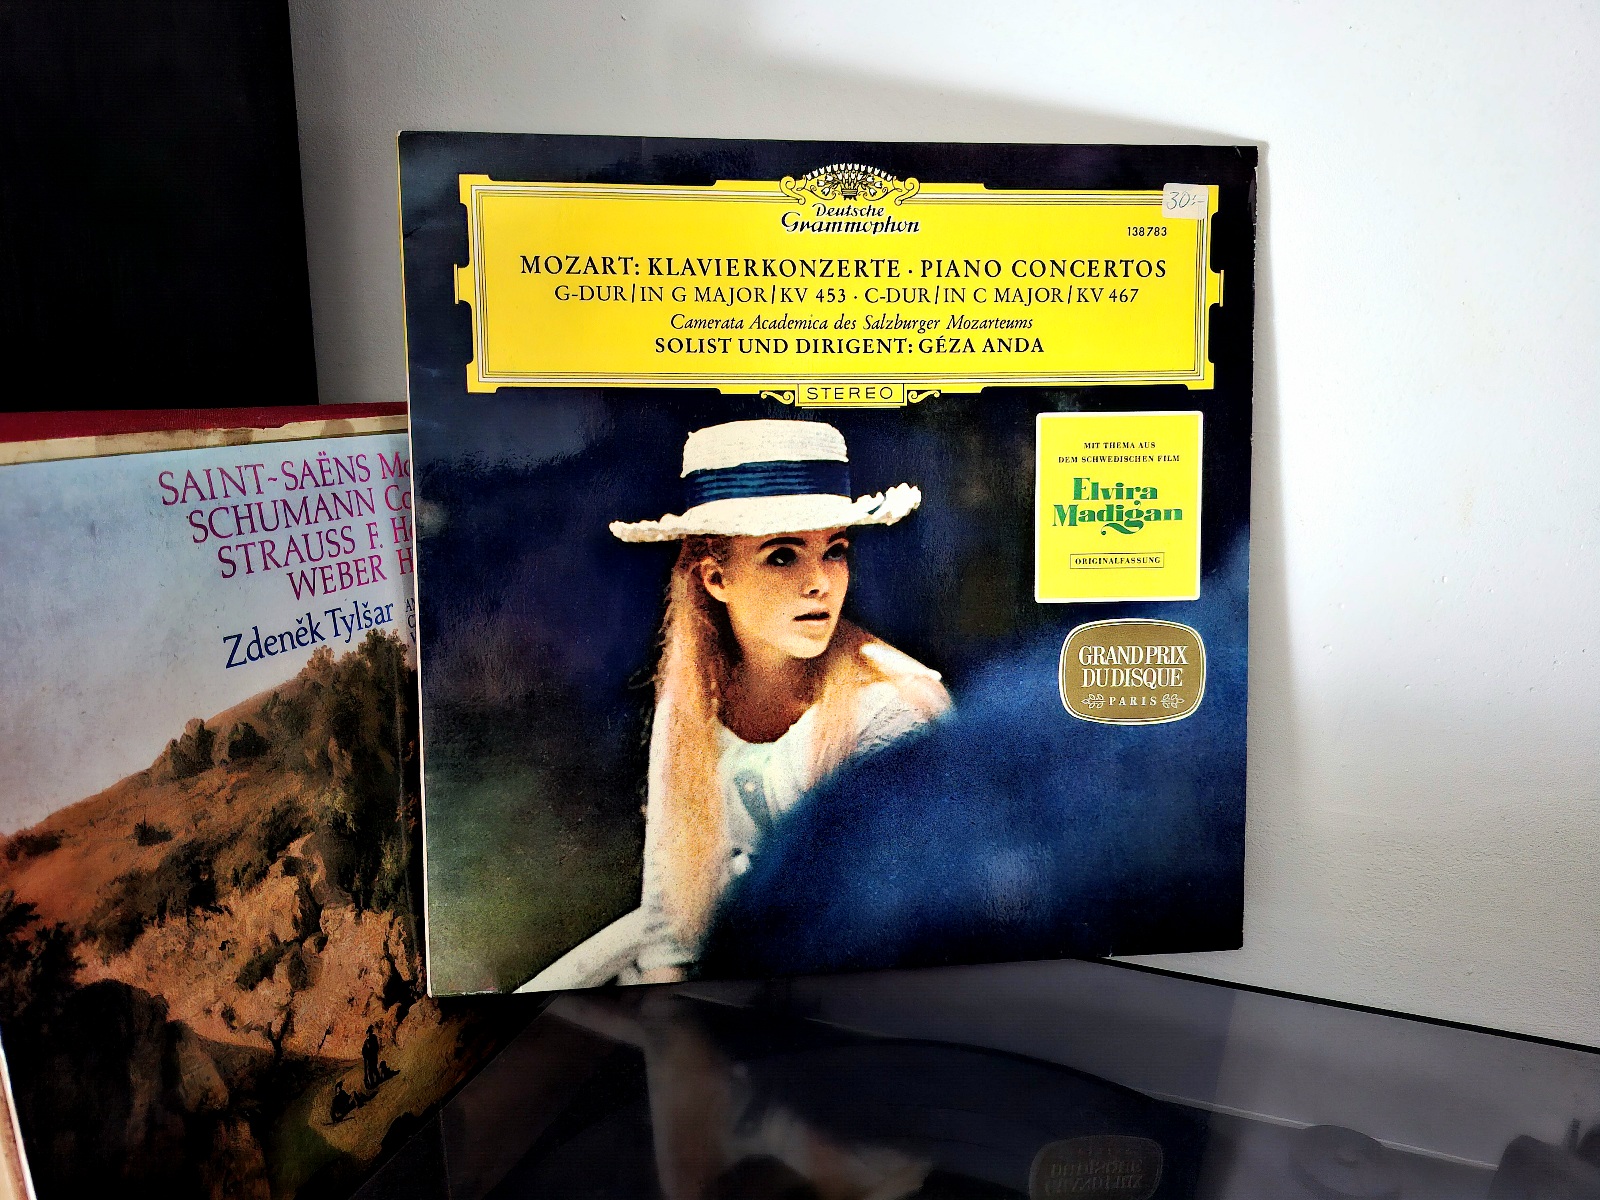 Deutsche
Grammophon
30:-
138 783
MOZART: KLAVIERKONZERTE · PIANO CONCERTOS
G-DUR/IN G MAJOR/KV 453 · C-DUR/IN C MAJOR/KV 467
Camerata Academica des Salzburger Mozarteums
SOLIST UND DIRIGENT: GÉZA ANDA
STEREO
MIT THEMA AUS
DEM SCHWEDISCHEN FILM
Elvira
Madigan
ORIGINALFASSUNG
GRAND PRIX
DU DISQUE
PARIS
SAINT-SAËNS
SCHUMANN
STRAUSS F.
WEBER
Zdeněk Tylšar